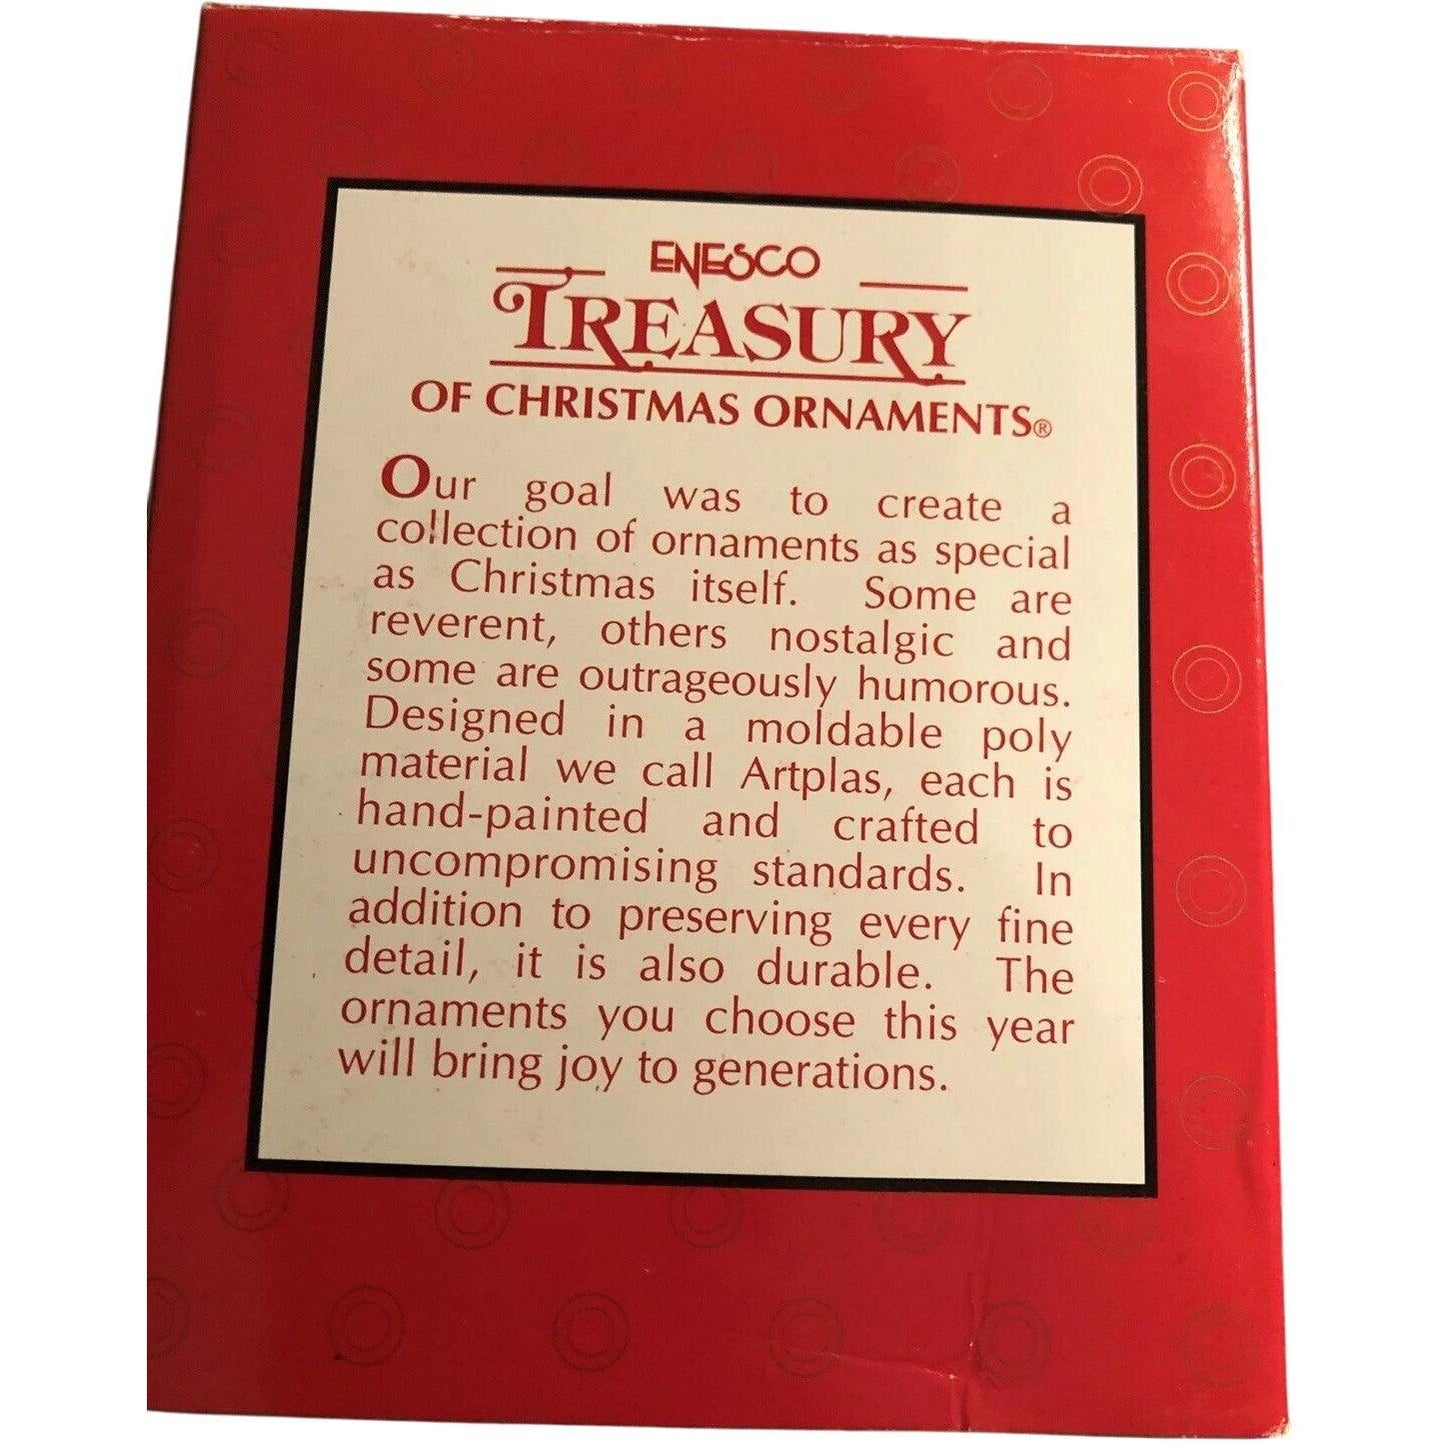 ENESCO
TREASURY
OF CHRISTMAS ORNAMENTS®
Our goal was to create a
collection of ornaments as special
as Christmas itself. Some are
reverent, others nostalgic and
some are outrageously humorous.
Designed in a moldable poly
material we call Artplas, each is
hand-painted and crafted to
uncompromising standards. In
addition to preserving every fine
detail, it is also durable. The
ornaments you choose this year
will bring joy to generations.